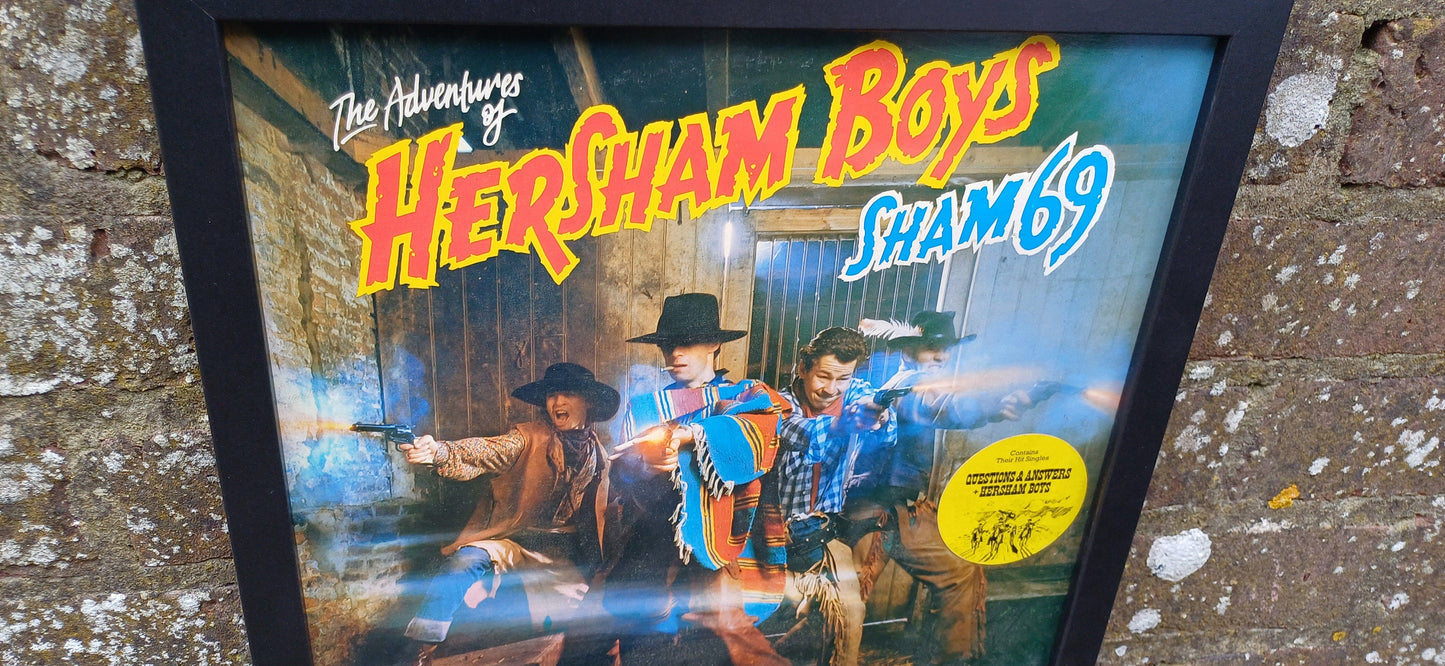 The Adventures
of
HERSHAM BOYS
SHAM 69
Contains
Their Hit Singles
QUESTIONS & ANSWERS
+ HERSHAM BOYS